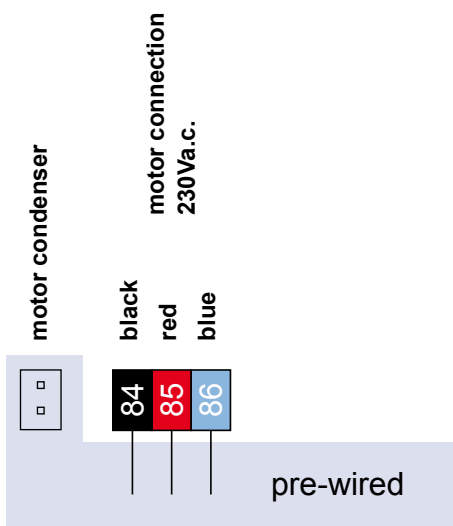 motor condenser
motor connection
230Va.c.
black
red
blue
84
85
86
pre-wired